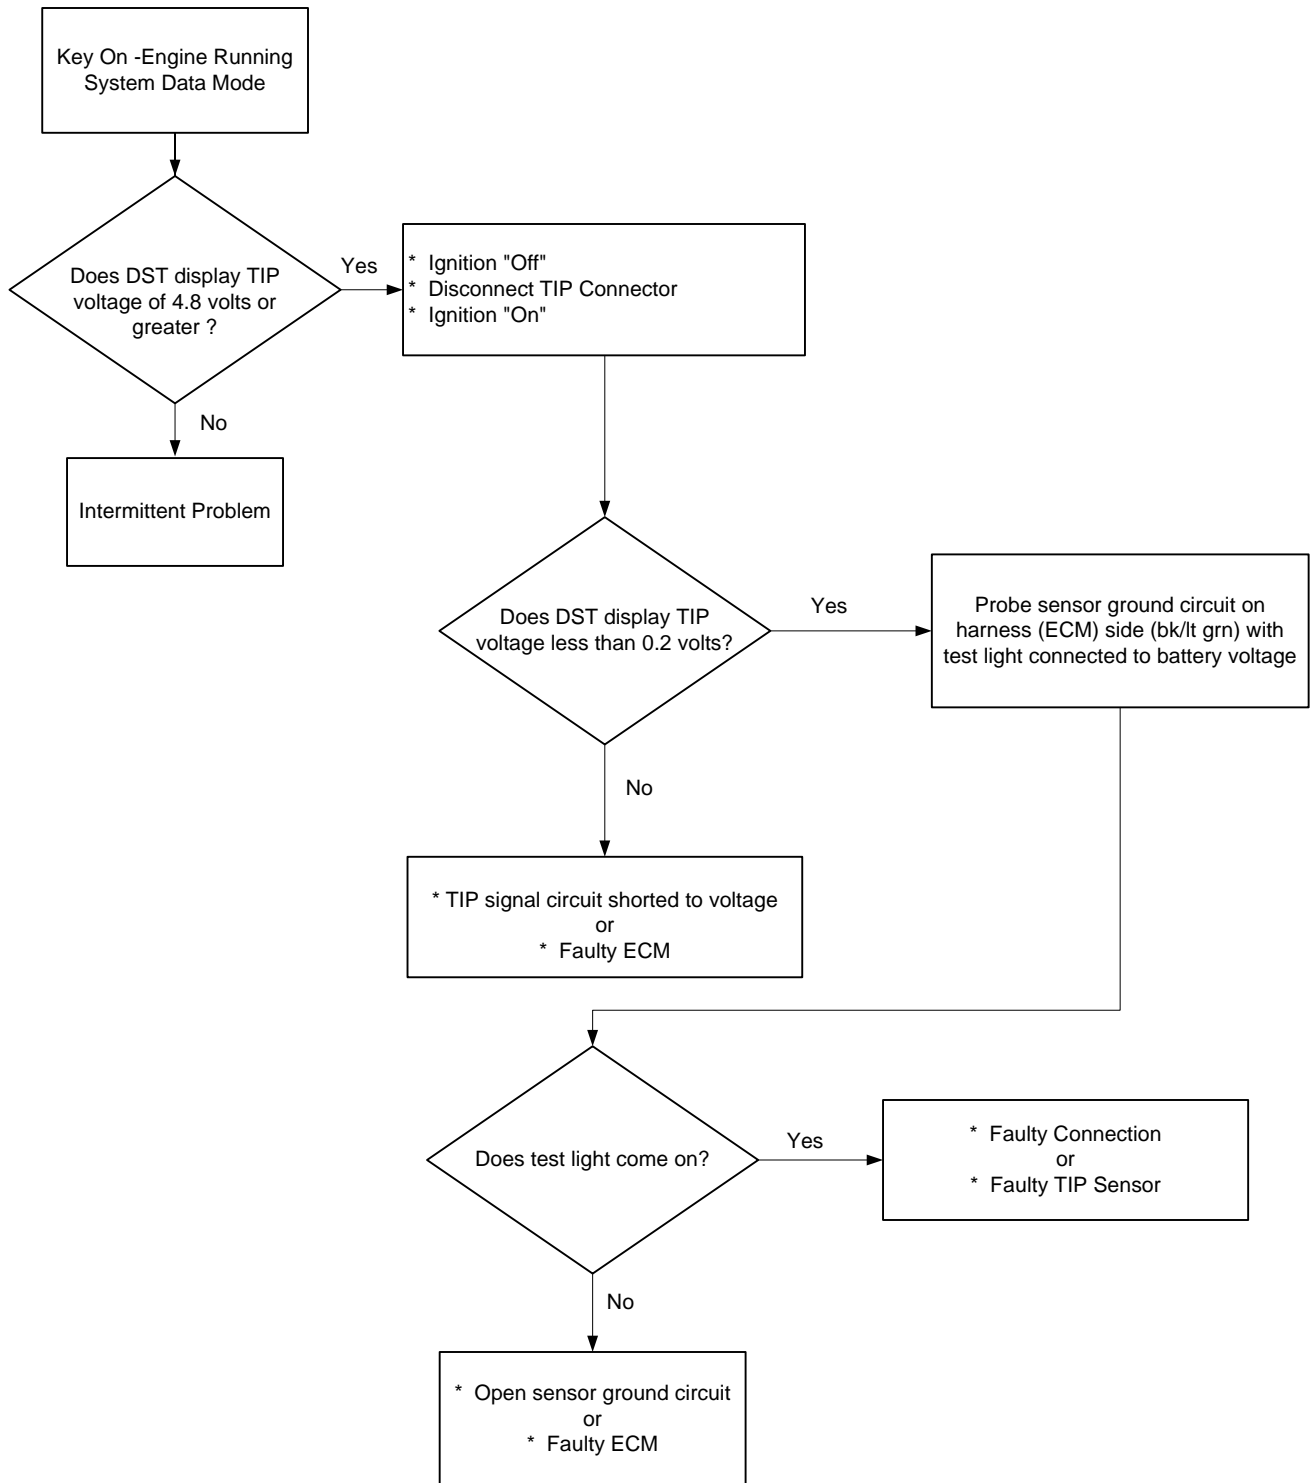 Key On -Engine Running
System Data Mode
Does DST display TIP
voltage of 4.8 volts or
greater ?
Yes
* Ignition "Off"
* Disconnect TIP Connector
* Ignition "On"
No
Intermittent Problem
Does DST display TIP
voltage less than 0.2 volts?
Yes
Probe sensor ground circuit on
harness (ECM) side (bk/lt grn) with
test light connected to battery voltage
No
* TIP signal circuit shorted to voltage
or
* Faulty ECM
Does test light come on?
Yes
* Faulty Connection
or
* Faulty TIP Sensor
No
* Open sensor ground circuit
or
* Faulty ECM